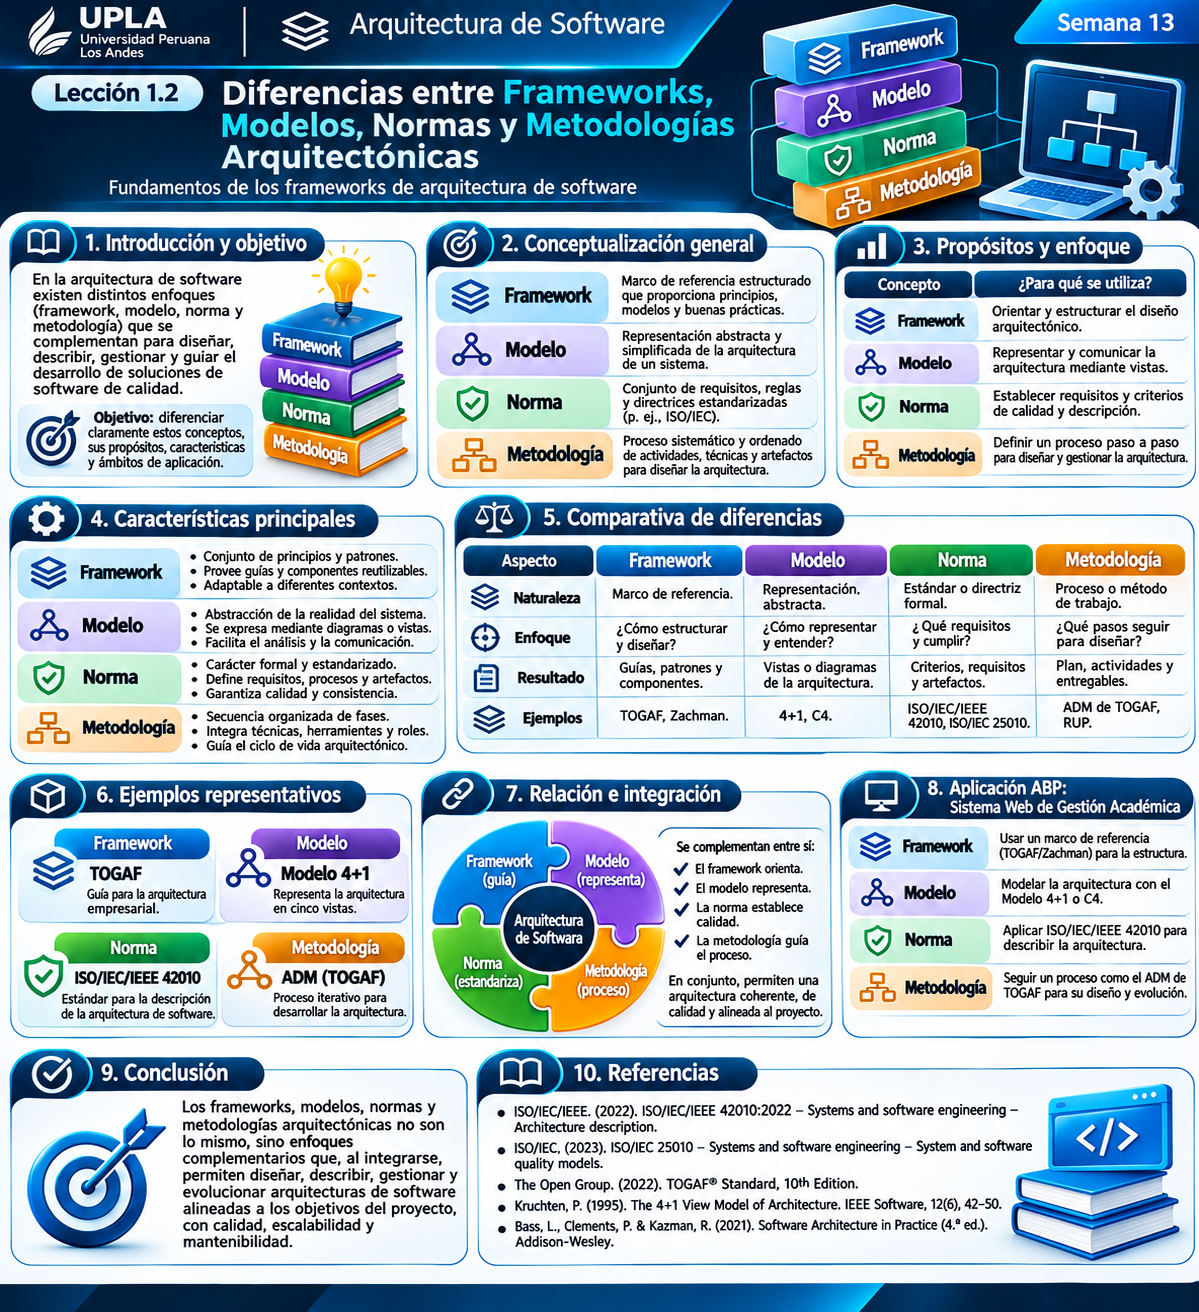 UPLA
Universidad Peruana
Los Andes
Arquitectura de Software
Semana 13
Lección 1.2
Diferencias entre Frameworks,
Modelos, Normas y Metodologías
Arquitectónicas
Fundamentos de los frameworks de arquitectura de software
Framework
Modelo
Norma
Metodología
1. Introducción y objetivo
En la arquitectura de software
existen distintos enfoques
(framework, modelo, norma y
metodología) que se
complementan para diseñar,
describir, gestionar y guiar el
desarrollo de soluciones de
software de calidad.
Objetivo: diferenciar
claramente estos conceptos,
sus propósitos, características
y ámbitos de aplicación.
Framework
Modelo
Norma
Metodología
2. Conceptualización general
Framework
Marco de referencia estructurado
que proporciona principios,
modelos y buenas prácticas.
Modelo
Representación abstracta y
simplificada de la arquitectura
de un sistema.
Norma
Conjunto de requisitos, reglas
y directrices estandarizadas
(p. ej., ISO/IEC).
Metodología
Proceso sistemático y ordenado
de actividades, técnicas y artefactos
para diseñar la arquitectura.
3. Propósitos y enfoque
Concepto
¿Para qué se utiliza?
Framework
Orientar y estructurar el diseño
arquitectónico.
Modelo
Representar y comunicar la
arquitectura mediante vistas.
Norma
Establecer requisitos y criterios
de calidad y descripción.
Metodología
Definir un proceso paso a paso
para diseñar y gestionar la arquitectura.
4. Características principales
Framework
• Conjunto de principios y patrones.
• Provee guías y componentes reutilizables.
• Adaptable a diferentes contextos.
Modelo
• Abstracción de la realidad del sistema.
• Se expresa mediante diagramas o vistas.
• Facilita el análisis y la comunicación.
Norma
• Carácter formal y estandarizado.
• Define requisitos, procesos y artefactos.
• Garantiza calidad y consistencia.
Metodología
• Secuencia organizada de fases.
• Integra técnicas, herramientas y roles.
• Guía el ciclo de vida arquitectónico.
5. Comparativa de diferencias
Aspecto Framework Modelo Norma Metodología
Naturaleza
Marco de referencia.
Representación,
abstracta.
Estándar o directriz
formal.
Proceso o método
de trabajo.
Enfoque
¿Cómo estructurar
y diseñar?
¿Cómo representar
y entender?
¿ Qué requisitos
y cumplir?
¿Qué pasos seguir
para diseñar?
Resultado
Guías, patrones y
componentes.
Vistas o diagramas
de la arquitectura.
Criterios, requisitos
y artefactos.
Plan, actividades y
entregables.
Ejemplos
TOGAF, Zachman.
4+1, C4.
ISO/IEC/IEEE
42010, ISO/IEC 25010.
ADM de TOGAF,
RUP.
6. Ejemplos representativos
Framework
TOGAF
Guía para la arquitectura
empresarial.
Modelo
Modelo 4+1
Representa la arquitectura
en cinco vistas.
Norma
ISO/IEC/IEEE 42010
Estándar para la descripción
de la arquitectura de software.
Metodología
ADM (TOGAF)
Proceso iterativo para
desarrollar la arquitectura.
7. Relación e integración
Framework
(guía)
Modelo
(representa)
Arquitectura
de Software
Norma
(estandariza)
Metodología
(proceso)
Se complementan entre sí:
El framework orienta.
El modelo representa.
La norma establece
calidad.
La metodología guía
el proceso.
En conjunto, permiten una
arquitectura coherente, de
calidad y alineada al proyecto.
8. Aplicación ABP:
Sistema Web de Gestión Académica
Framework
Usar un marco de referencia
(TOGAF/Zachman) para la estructura.
Modelo
Modelar la arquitectura con el
Modelo 4+1 o C4.
Norma
Aplicar ISO/IEC/IEEE 42010 para
describir la arquitectura.
Metodología
Seguir un proceso como el ADM de
TOGAF para su diseño y evolución.
9. Conclusión
Los frameworks, modelos, normas y
metodologías arquitectónicas no son
lo mismo, sino enfoques
complementarios que, al integrarse,
permiten diseñar, describir, gestionar y
evolucionar arquitecturas de software
alineadas a los objetivos del proyecto,
con calidad, escalabilidad y
mantenibilidad.
10. Referencias
• ISO/IEC/IEEE. (2022). ISO/IEC/IEEE 42010:2022 – Systems and software engineering –
Architecture description.
• ISO/IEC, (2023). ISO/IEC 25010 – Systems and software engineering – System and software
quality models.
• The Open Group. (2022). TOGAF® Standard, 10th Edition.
• Kruchten, P. (1995). The 4+1 View Model of Architecture. IEEE Software, 12(6), 42–50.
• Bass, L., Clements, P. & Kazman, R. (2021). Software Architecture in Practice (4.ª ed.).
Addison-Wesley.
</>